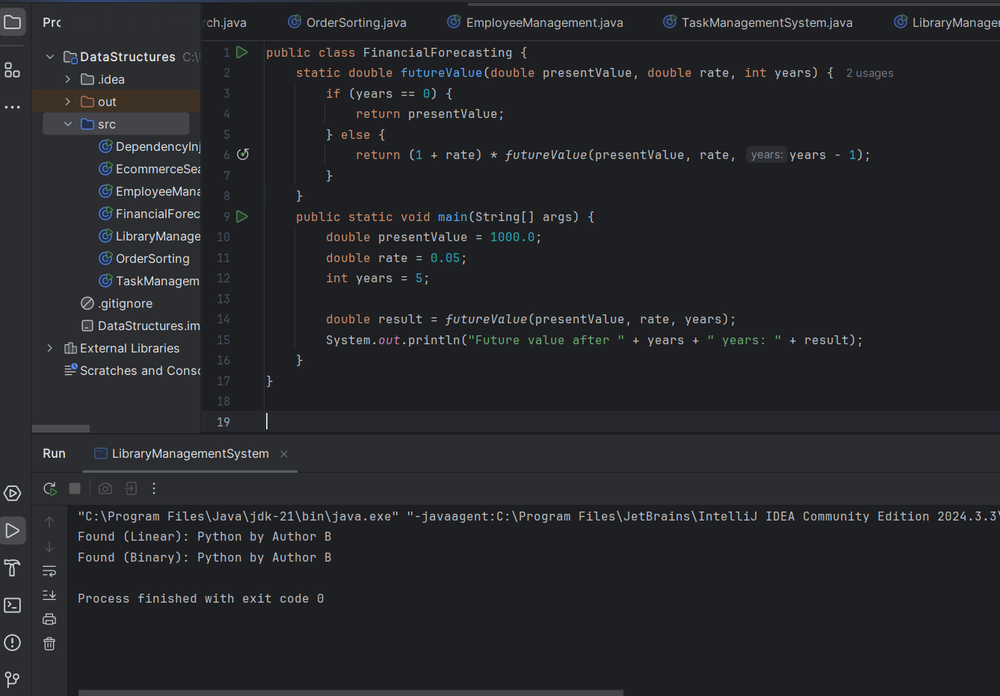 Pro
rch.java
OrderSorting.java
EmployeeManagement.java
TaskManagementSystem.java
LibraryManager
DataStructures C:\
.idea
out
src
DependencyInj
EcommerceSea
EmployeeMana
FinancialForec
LibraryManage
OrderSorting
TaskManagem
.gitignore
DataStructures.im
External Libraries
Scratches and Conso
1 public class FinancialForecasting {
2 static double futureValue(double presentValue, double rate, int years) { 2 usages
3 if (years == 0) {
4 return presentValue;
5 } else {
6 return (1 + rate) * futureValue(presentValue, rate, years: years - 1);
7 }
8 }
9 public static void main(String[] args) {
10 double presentValue = 1000.0;
11 double rate = 0.05;
12 int years = 5;
13
14 double result = futureValue(presentValue, rate, years);
15 System.out.println("Future value after " + years + " years: " + result);
16 }
17 }
18
19
Run
LibraryManagementSystem
"C:\Program Files\Java\jdk-21\bin\java.exe" "-javaagent:C:\Program Files\JetBrains\IntelliJ IDEA Community Edition 2024.3.3\
Found (Linear): Python by Author B
Found (Binary): Python by Author B
Process finished with exit code 0